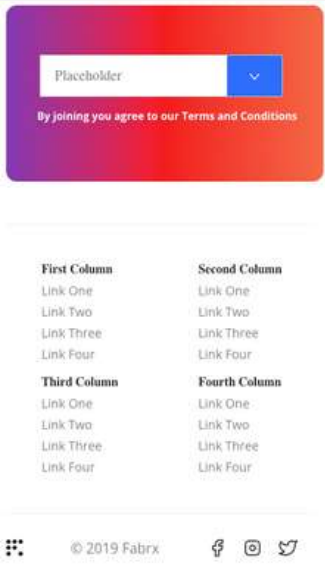 Placeholder
By joining you agree to our Terms and Conditions
First Column
Link One
Link Two
Link Three
Link Four
Second Column
Link One
Link Two
Link Three
Link Four
Third Column
Link One
Link Two
Link Three
Link Four
Fourth Column
Link One
Link Two
Link Three
Link Four
© 2019 Fabrx